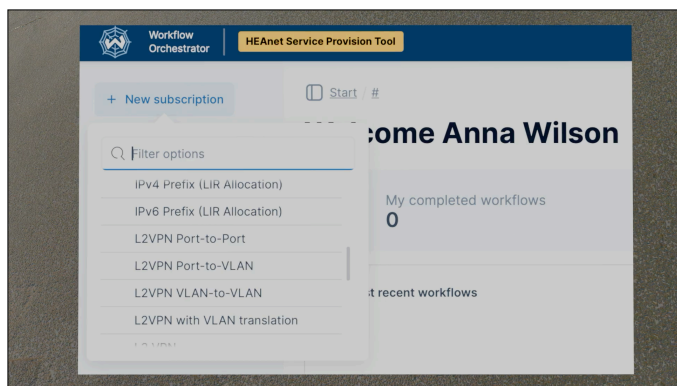 Workflow
Orchestrator
HEAnet Service Provision Tool
+ New subscription
Start / #
come Anna Wilson
Filter options
IPv4 Prefix (LIR Allocation)
IPv6 Prefix (LIR Allocation)
L2VPN Port-to-Port
L2VPN Port-to-VLAN
L2VPN VLAN-to-VLAN
L2VPN with VLAN translation
My completed workflows
0
st recent workflows